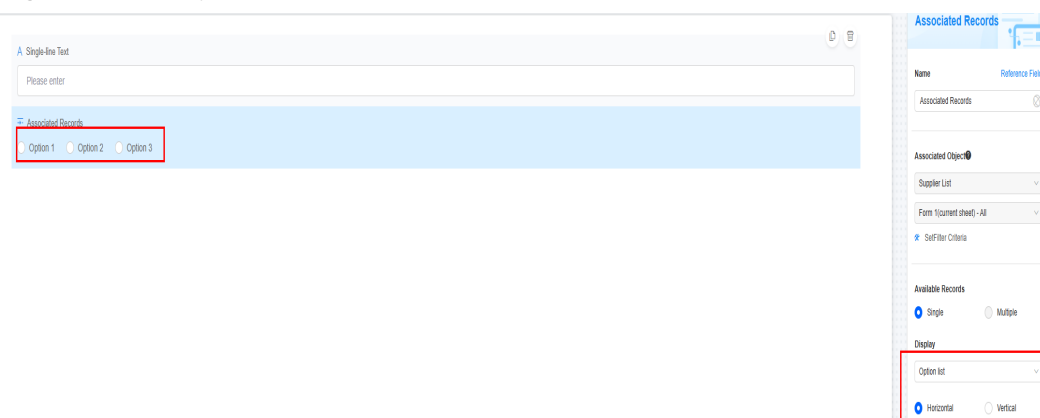 A Single-line Text
Please enter
Associated Records
Option 1 Option 2 Option 3
Associated Records
Name Reference Field
Associated Records
Associated Object
Supplier List
Form 1(current sheet) - All
SetFilter Criteria
Available Records
Single Multiple
Display
Option list
Horizontal Vertical